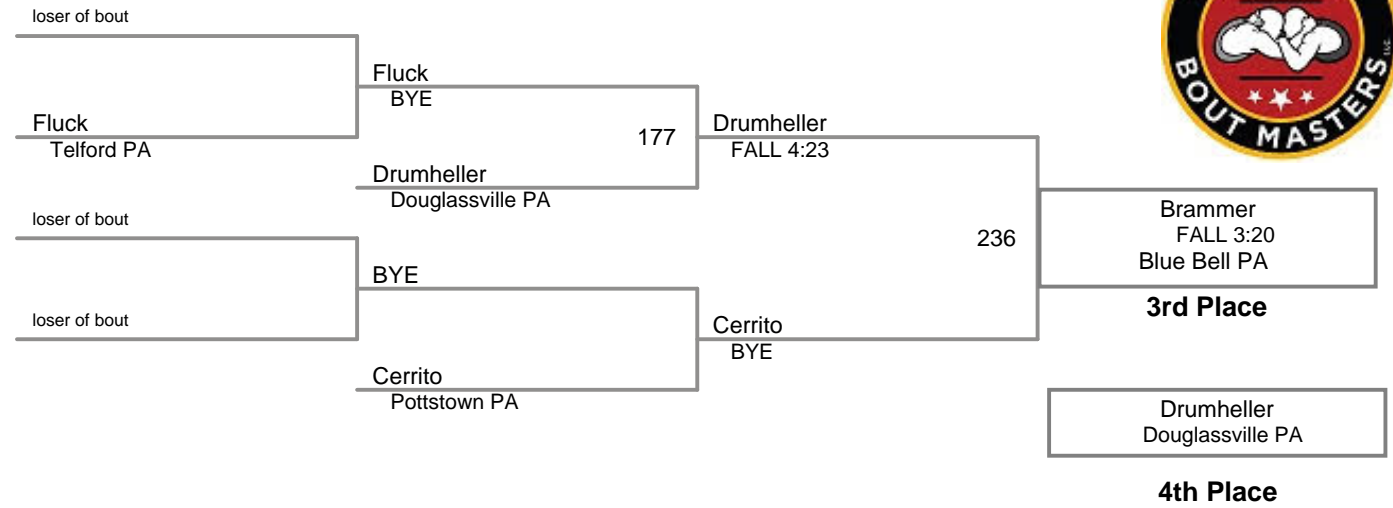 loser of bout
Fluck
BYE
Fluck
Telford PA
177
Drumheller
FALL 4:23
Drumheller
Douglassville PA
loser of bout
236
Brammer
FALL 3:20
Blue Bell PA
BYE
3rd Place
loser of bout
Cerrito
BYE
Cerrito
Pottstown PA
Drumheller
Douglassville PA
4th Place
BOUT MASTERS